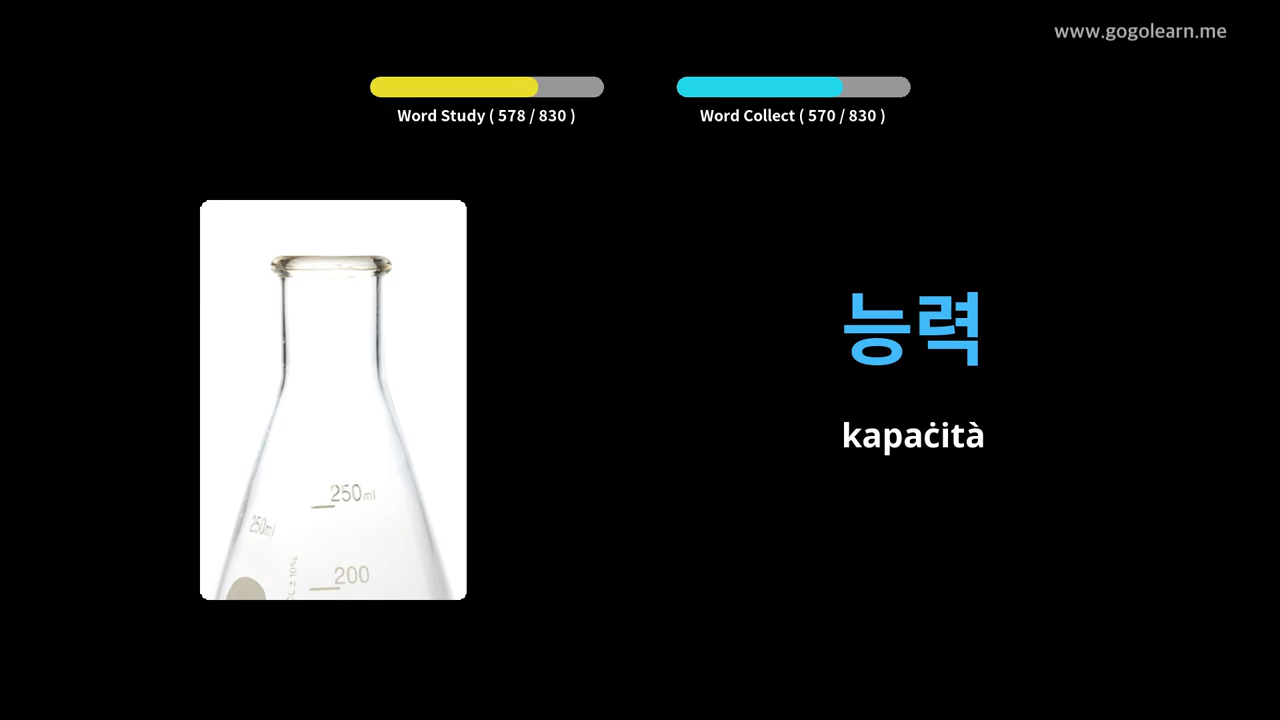 www.gogolearn.me
Word Study ( 578 / 830 )
Word Collect ( 570 / 830 )
능력
kapaċità
250ml
250ml
200